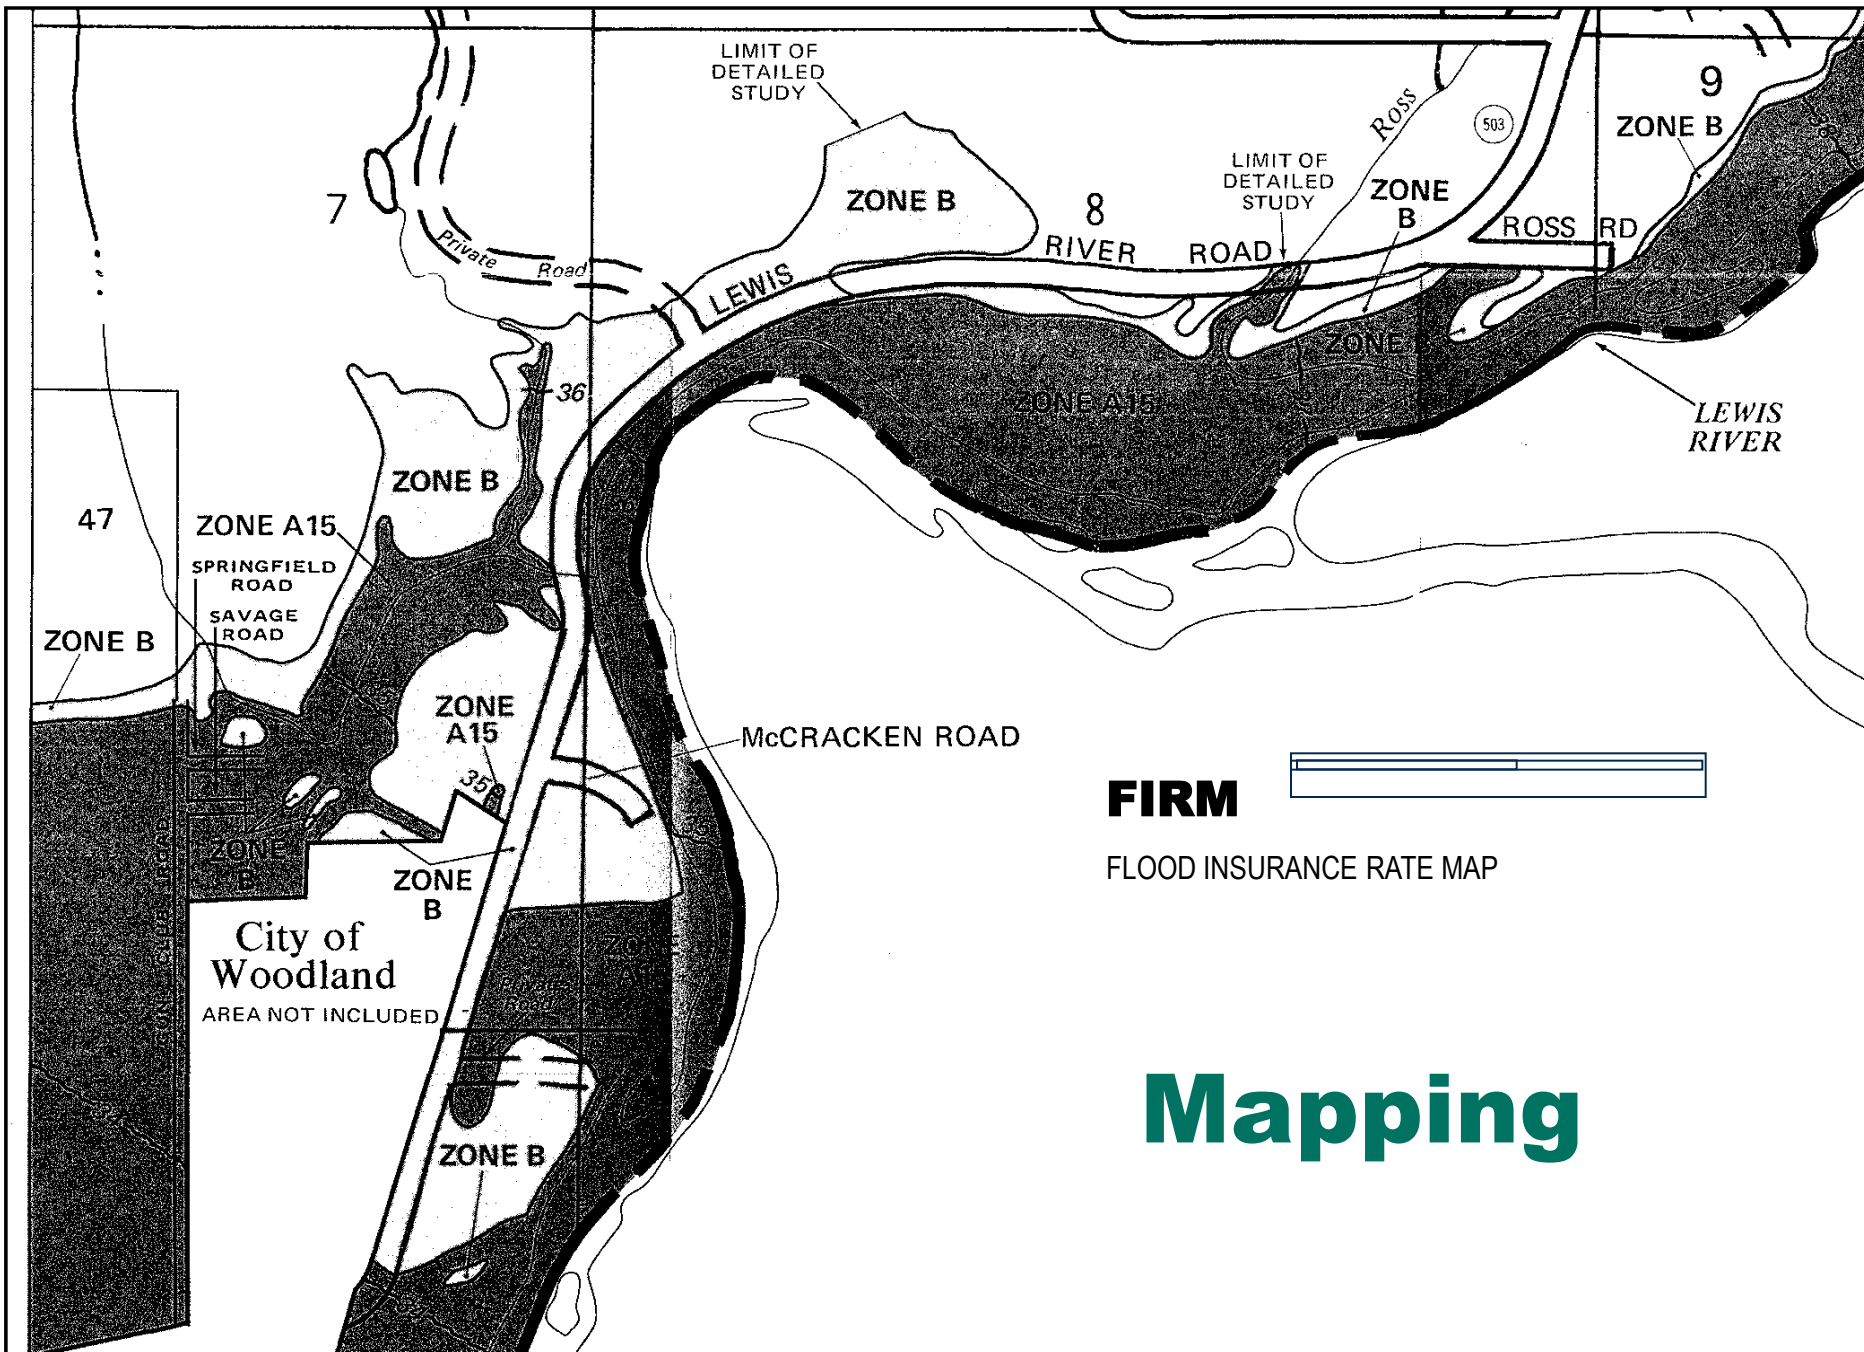 LIMIT OF
DETAILED
STUDY
Ross
503
9
ZONE B
LIMIT OF
DETAILED
STUDY
ZONE
B
7
ZONE B
8
ROSS RD
Private Road
RIVER ROAD
LEWIS
ZONE
36
ZONE A15
LEWIS
RIVER
ZONE B
47
ZONE A15
SPRINGFIELD
ROAD
SAVAGE
ROAD
ZONE B
ZONE
A15
McCRACKEN ROAD
35
FIRM
FLOOD INSURANCE RATE MAP
ZONE
B
ZONE
B
City of
Woodland
AREA NOT INCLUDED
Private
Road
Mapping
ZONE B